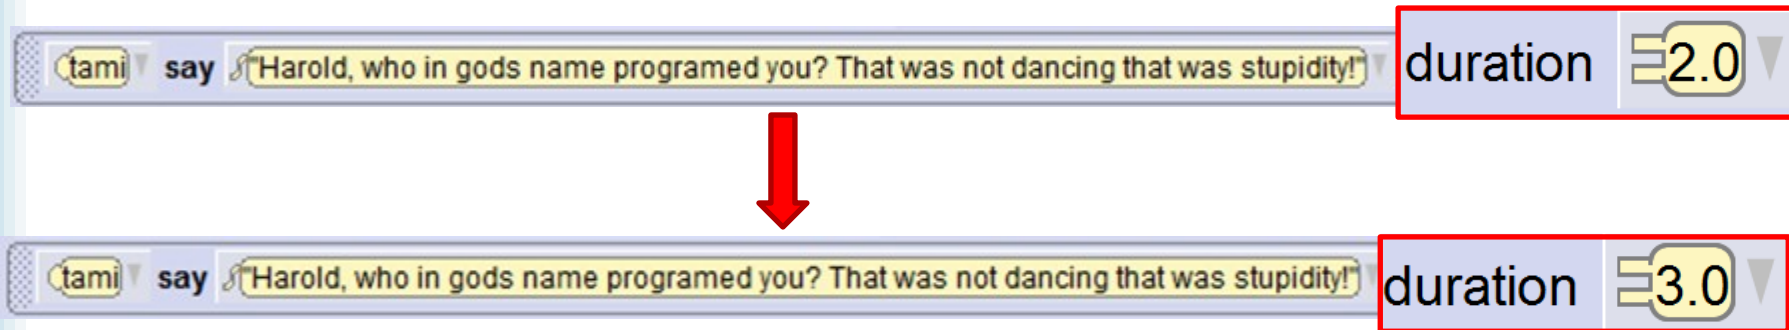 tami say "Harold, who in gods name programed you? That was not dancing that was stupidity!" duration 2.0
tami say "Harold, who in gods name programed you? That was not dancing that was stupidity!" duration 3.0